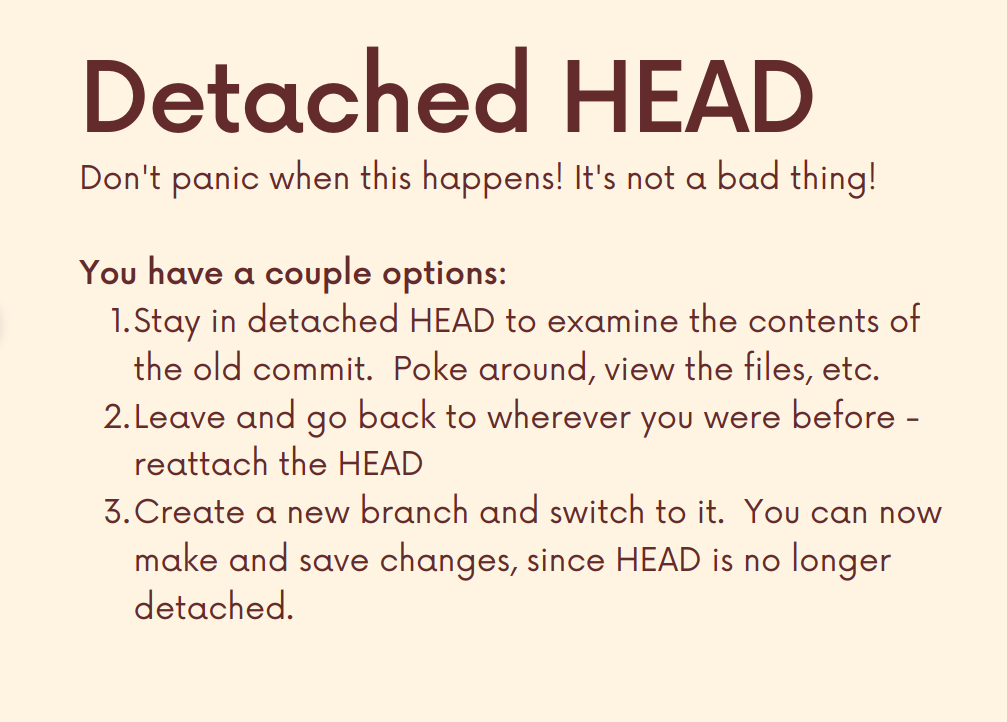 Detached HEAD
Don't panic when this happens! It's not a bad thing!
You have a couple options:
1. Stay in detached HEAD to examine the contents of
the old commit.  Poke around, view the files, etc.
2. Leave and go back to wherever you were before -
reattach the HEAD
3. Create a new branch and switch to it.  You can now
make and save changes, since HEAD is no longer
detached.